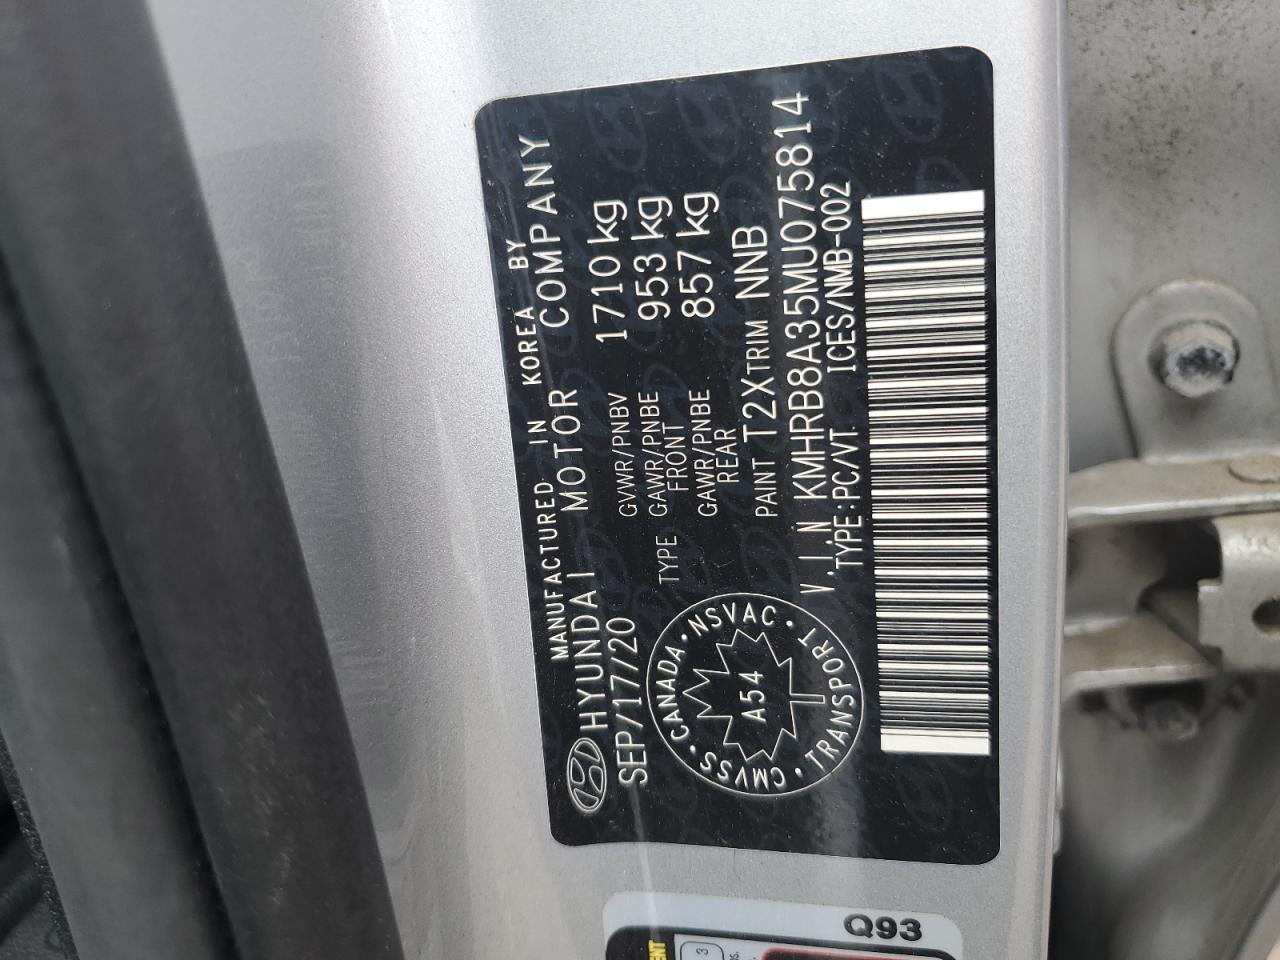 MANUFACTURED IN KOREA BY
HYUNDAI MOTOR COMPANY
SEP/17/20
GVWR/PNBV 1710 kg
TYPE GAWR/PNBE FRONT 953 kg
GAWR/PNBE REAR 857 kg
PAINT T2X TRIM NNB
CMVSS · CANADA · NSVAC · TRANSPORT ·
A54
V.I.N KMHRB8A35MU075814
TYPE:PC/VT. ICES/NMB-002
Q93
3